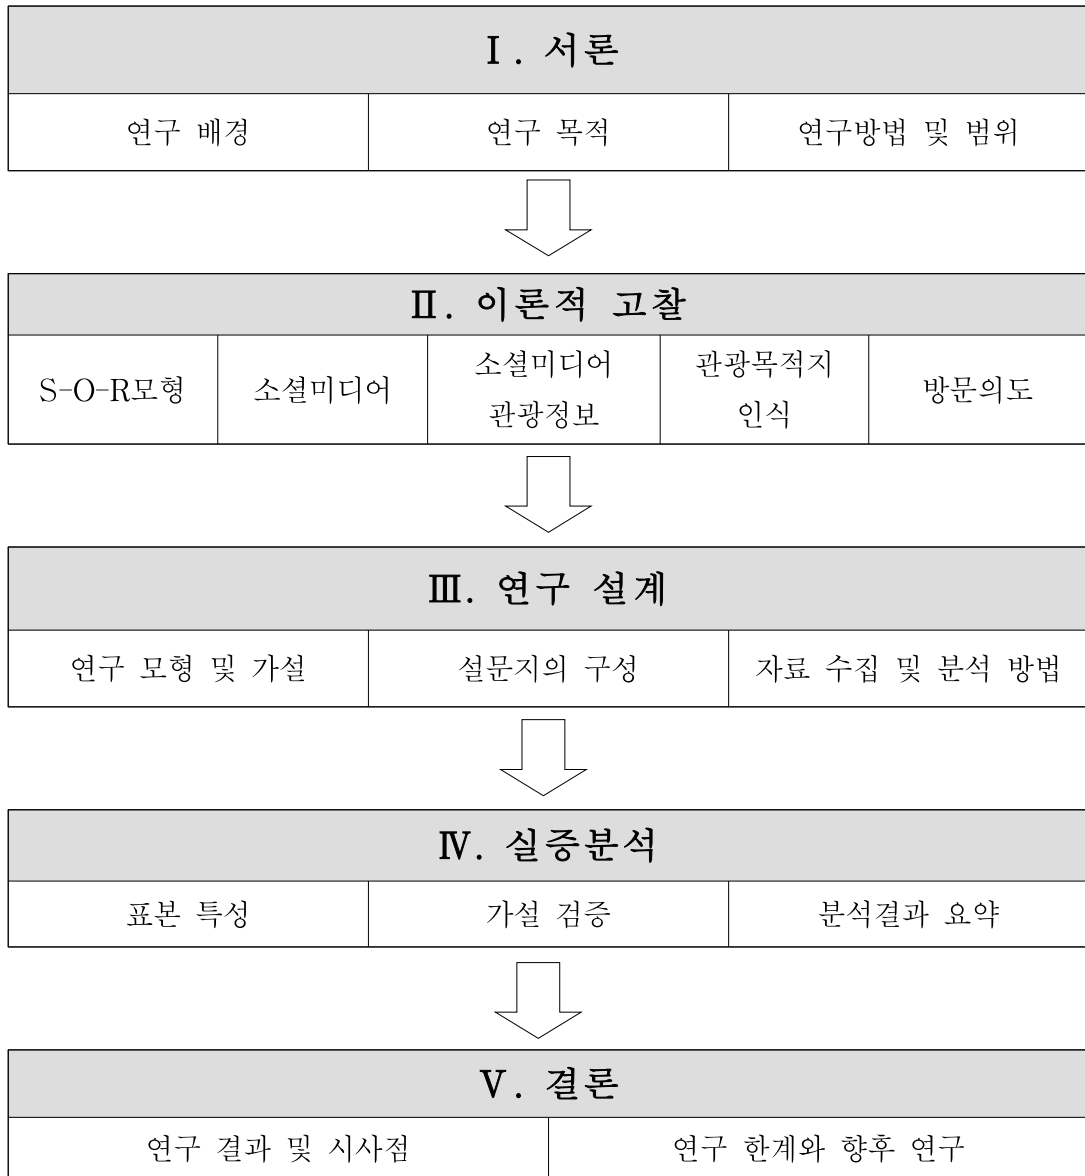 Ⅰ. 서론
연구 배경
연구 목적
연구방법 및 범위
Ⅱ. 이론적 고찰
S-O-R모형
소셜미디어
소셜미디어
관광정보
관광목적지
인식
방문의도
Ⅲ. 연구 설계
연구 모형 및 가설
설문지의 구성
자료 수집 및 분석 방법
Ⅳ. 실증분석
표본 특성
가설 검증
분석결과 요약
Ⅴ. 결론
연구 결과 및 시사점
연구 한계와 향후 연구